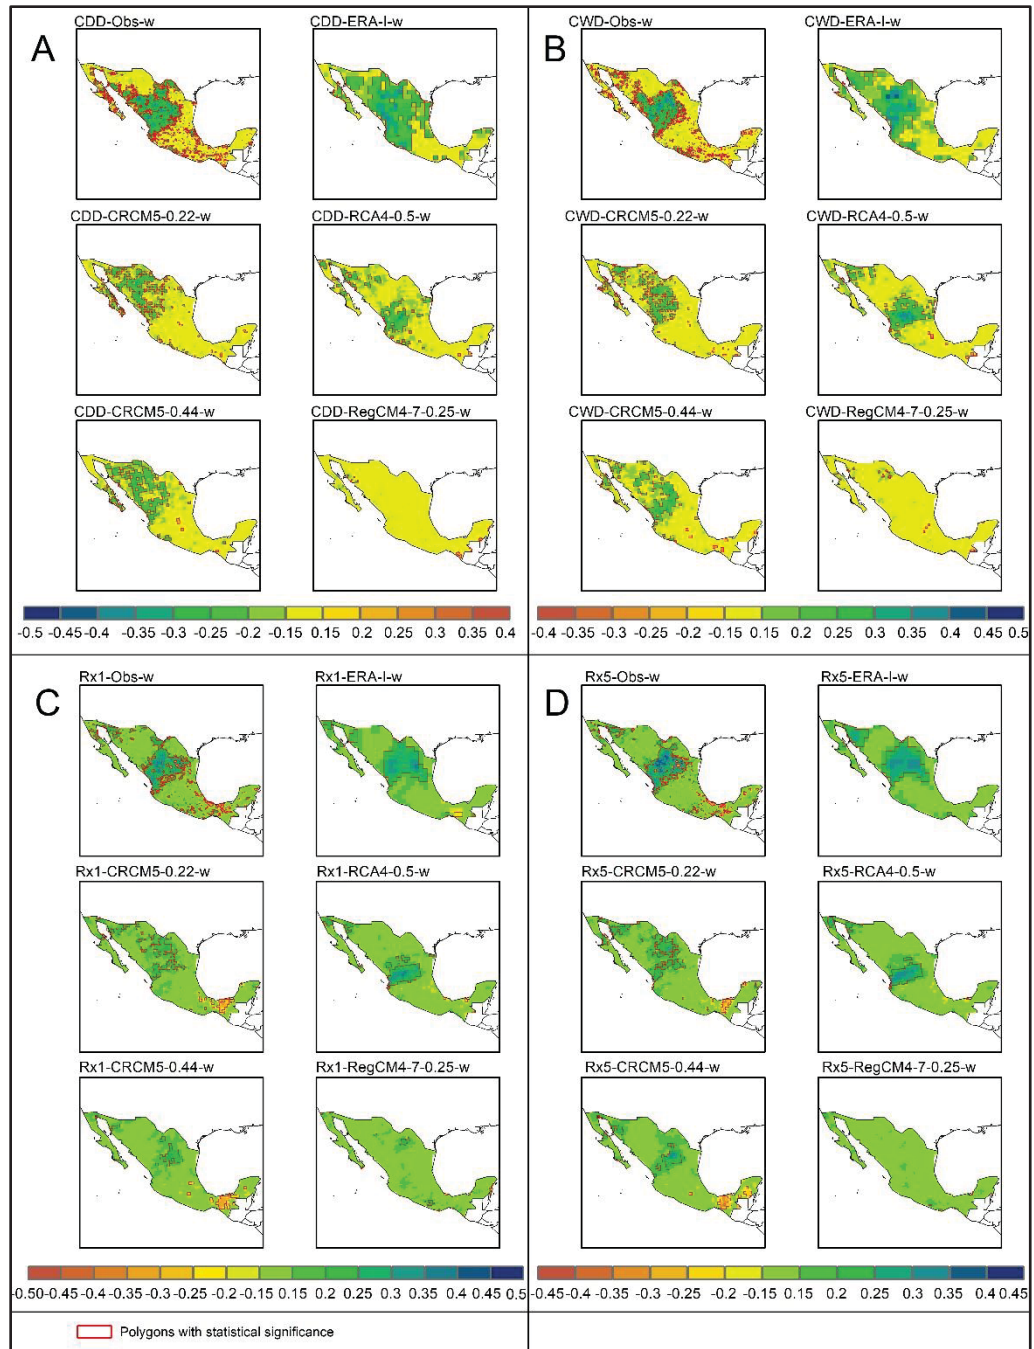 A
CDD-Obs-w
CDD-ERA-I-w
CDD-CRCM5-0.22-w
CDD-RCA4-0.5-w
CDD-CRCM5-0.44-w
CDD-RegCM4-7-0.25-w
-0.5 -0.45 -0.4 -0.35 -0.3 -0.25 -0.2 0.15 0.15 0.2 0.25 0.3 0.35 0.4
B
CWD-Obs-w
CWD-ERA-I-w
CWD-CRCM5-0.22-w
CWD-RCA4-0.5-w
CWD-CRCM5-0.44-w
CWD-RegCM4-7-0.25-w
-0.4 -0.35 -0.3 -0.25 -0.2 -0.15 0.15 0.2 0.25 0.3 0.35 0.4 0.45 0.5
C
Rx1-Obs-w
Rx1-ERA-I-w
Rx1-CRCM5-0.22-w
Rx1-RCA4-0.5-w
Rx1-CRCM5-0.44-w
Rx1-RegCM4-7-0.25-w
-0.50 -0.45 -0.4 -0.35 -0.3 -0.25 -0.2 -0.15 0.15 0.2 0.25 0.3 0.35 0.4 0.45 0.5
D
Rx5-Obs-w
Rx5-ERA-I-w
Rx5-CRCM5-0.22-w
Rx5-RCA4-0.5-w
Rx5-CRCM5-0.44-w
Rx5-RegCM4-7-0.25-w
-0.45 -0.4 -0.35 -0.3 -0.25 -0.2 -0.15 0.15 0.2 0.25 0.3 0.35 0.4 0.45
Polygons with statistical significance